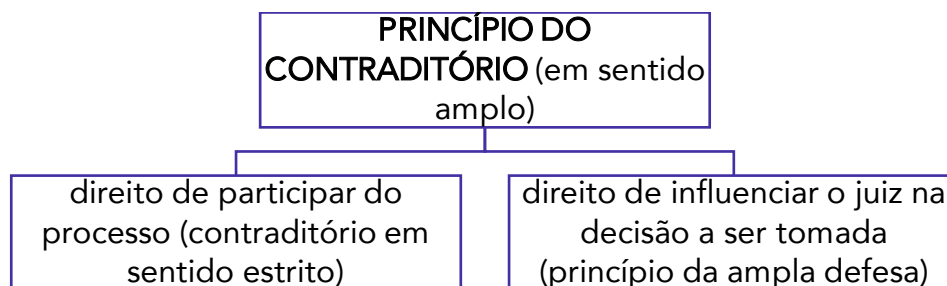 PRINCÍPIO DO
CONTRADITÓRIO (em sentido
amplo)
direito de participar do
processo (contraditório em
sentido estrito)
direito de influenciar o juiz na
decisão a ser tomada
(princípio da ampla defesa)